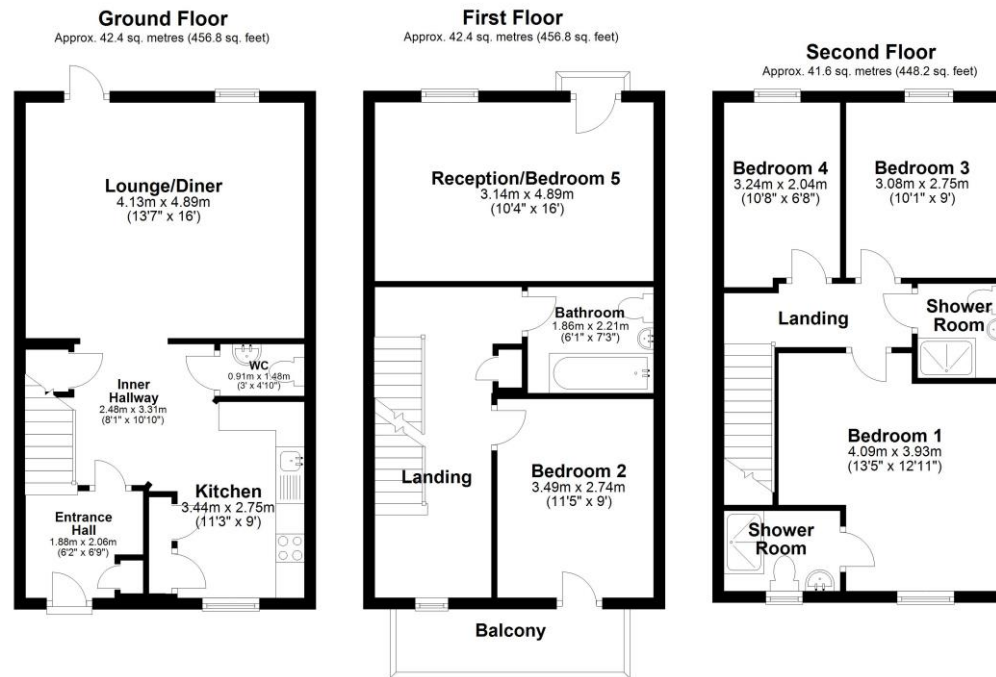 Ground Floor
Approx. 42.4 sq. metres (456.8 sq. feet)
Lounge/Diner
4.13m x 4.89m
(13'7" x 16')
WC
0.91m x 1.48m
(3' x 4'10")
Inner
Hallway
2.48m x 3.31m
(8'1" x 10'10")
Kitchen
3.44m x 2.75m
(11'3" x 9')
Entrance
Hall
1.88m x 2.06m
(6'2" x 6'9")
First Floor
Approx. 42.4 sq. metres (456.8 sq. feet)
Reception/Bedroom 5
3.14m x 4.89m
(10'4" x 16')
Bathroom
1.86m x 2.21m
(6'1" x 7'3")
Landing
Bedroom 2
3.49m x 2.74m
(11'5" x 9')
Balcony
Second Floor
Approx. 41.6 sq. metres (448.2 sq. feet)
Bedroom 4
3.24m x 2.04m
(10'8" x 6'8")
Bedroom 3
3.08m x 2.75m
(10'1" x 9')
Landing
Shower
Room
Bedroom 1
4.09m x 3.93m
(13'5" x 12'11")
Shower
Room